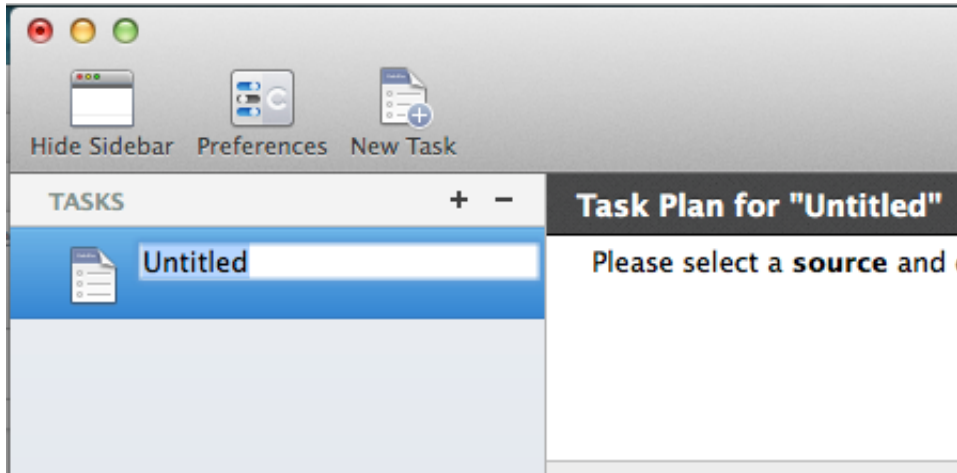 Hide Sidebar Preferences New Task
TASKS + -
Task Plan for "Untitled"
Untitled
Please select a source and